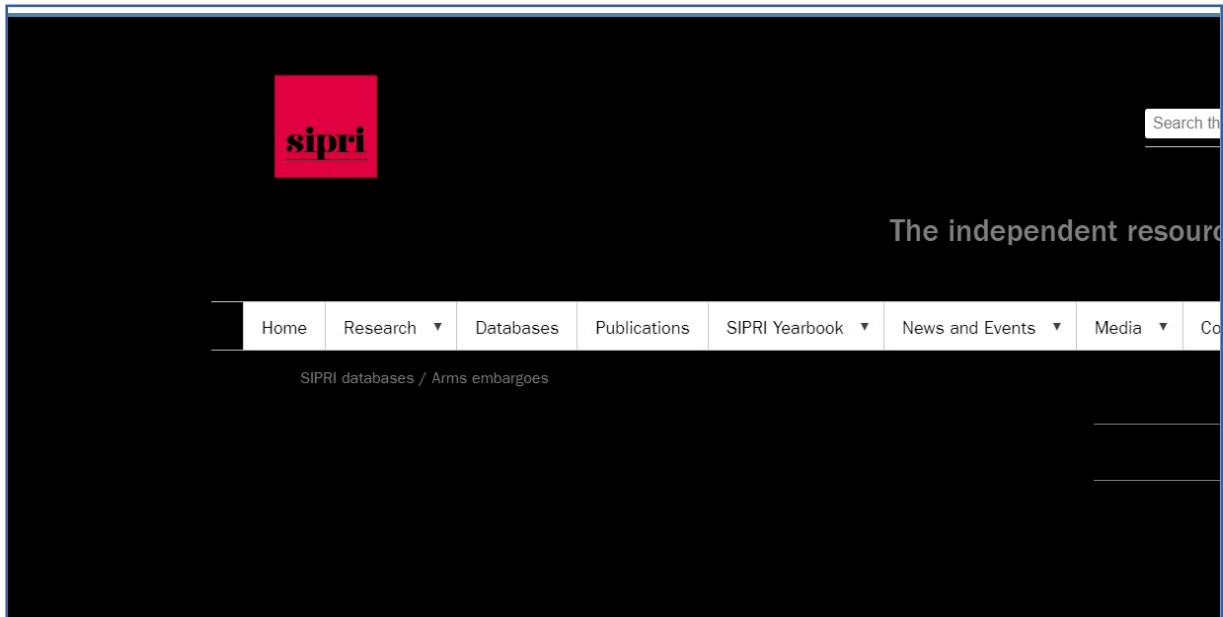 sipri
Search th
The independent resourc
Home Research ▼ Databases Publications SIPRI Yearbook ▼ News and Events ▼ Media ▼ Co
SIPRI databases / Arms embargoes